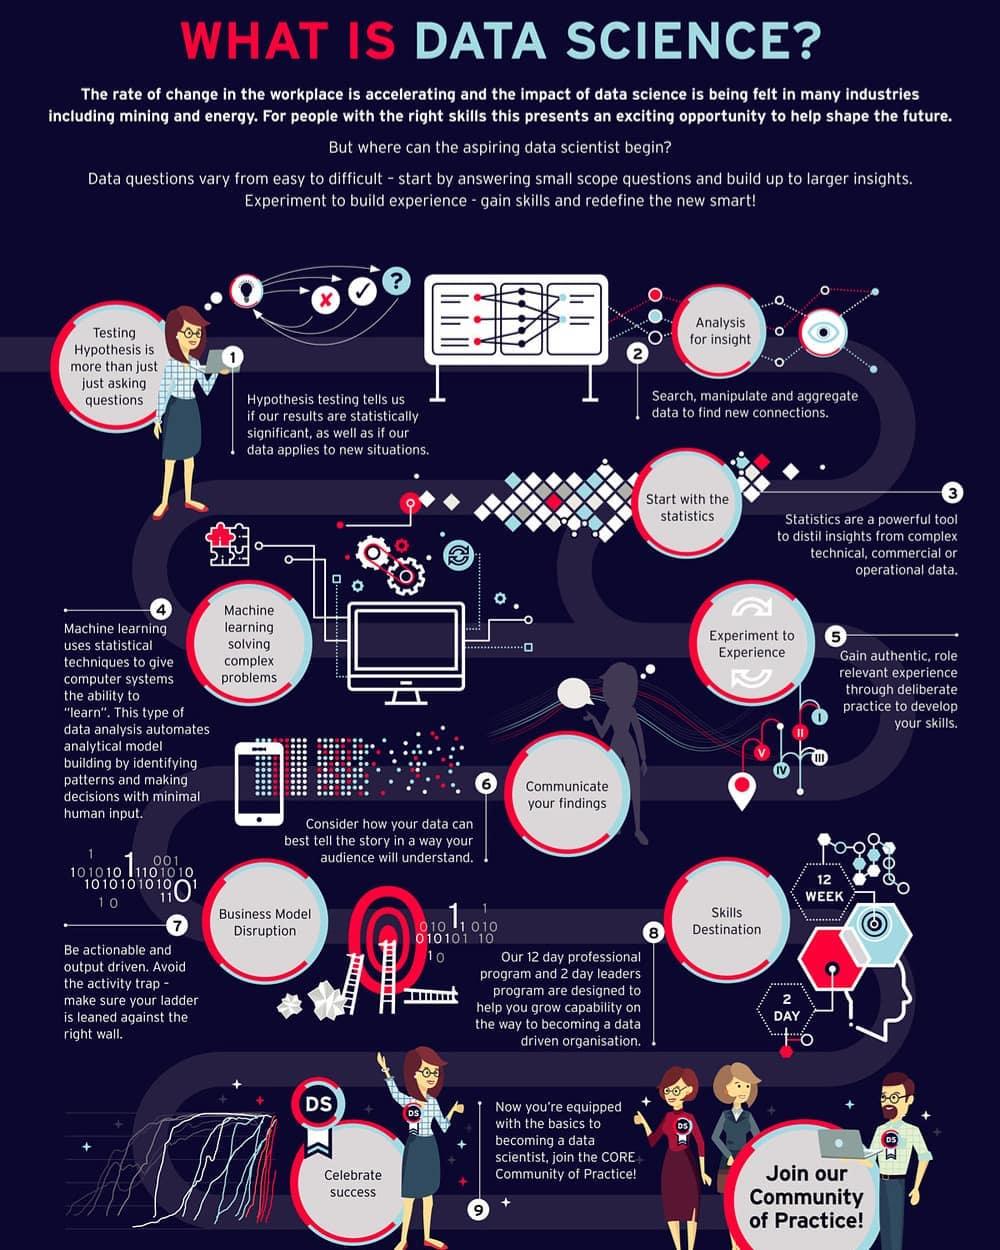 WHAT IS DATA SCIENCE?
The rate of change in the workplace is accelerating and the impact of data science is being felt in many industries
including mining and energy. For people with the right skills this presents an exciting opportunity to help shape the future.
But where can the aspiring data scientist begin?
Data questions vary from easy to difficult – start by answering small scope questions and build up to larger insights.
Experiment to build experience - gain skills and redefine the new smart!
Testing
Hypothesis is
more than just
just asking
questions
?
1
Hypothesis testing tells us
if our results are statistically
significant, as well as if our
data applies to new situations.
Analysis
for insight
2
Search, manipulate and aggregate
data to find new connections.
Start with the
statistics
3
Statistics are a powerful tool
to distil insights from complex
technical, commercial or
operational data.
4
Machine learning
uses statistical
techniques to give
computer systems
the ability to
"learn". This type of
data analysis automates
analytical model
building by identifying
patterns and making
decisions with minimal
human input.
Machine
learning
solving
complex
problems
Experiment to
Experience
5
Gain authentic, role
relevant experience
through deliberate
practice to develop
your skills.
I
II
III
IV
V
6
Communicate
your findings
Consider how your data can
best tell the story in a way your
audience will understand.
1
001
101010 1 1101010
1010101010 0 1
1 0
11
7
Be actionable and
output driven. Avoid
the activity trap -
make sure your ladder
is leaned against the
right wall.
Business Model
Disruption
1
010 1 1 010
010101 10
1 0
8
Our 12 day professional
program and 2 day leaders
program are designed to
help you grow capability on
the way to becoming a data
driven organisation.
Skills
Destination
12
WEEK
2
DAY
DS
Celebrate
success
DS
Now you're equipped
with the basics to
becoming a data
scientist, join the CORE
Community of Practice!
9
DS
DS
Join our
Community
of Practice!